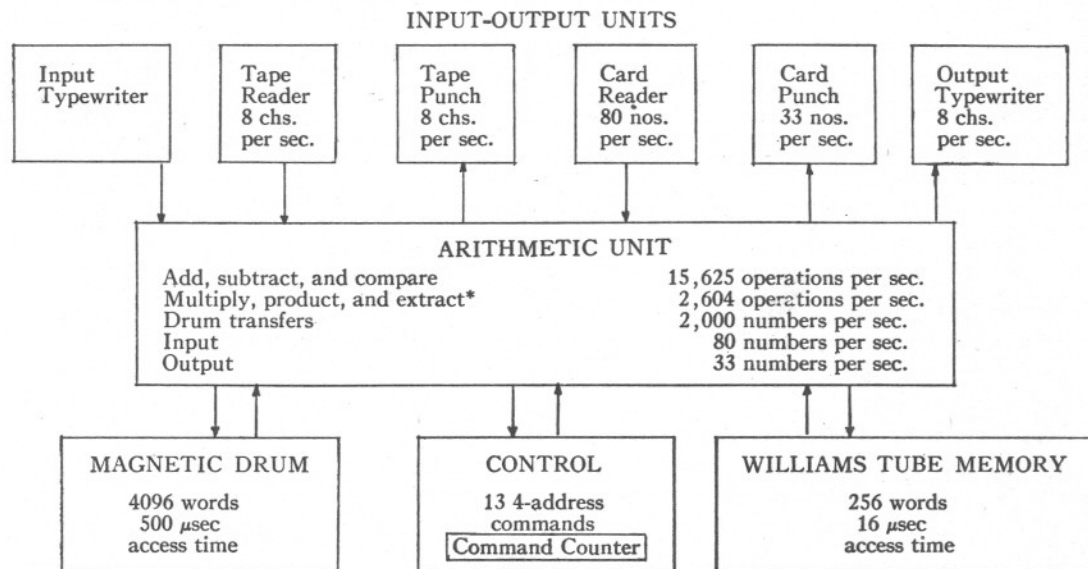 INPUT-OUTPUT UNITS
Input
Typewriter
Tape
Reader
8 chs.
per sec.
Tape
Punch
8 chs.
per sec.
Card
Reader
80 nos.
per sec.
Card
Punch
33 nos.
per sec.
Output
Typewriter
8 chs.
per sec.
ARITHMETIC UNIT
Add, subtract, and compare 15,625 operations per sec.
Multiply, product, and extract* 2,604 operations per sec.
Drum transfers 2,000 numbers per sec.
Input 80 numbers per sec.
Output 33 numbers per sec.
MAGNETIC DRUM
4096 words
500 μsec
access time
CONTROL
13 4-address
commands
Command Counter
WILLIAMS TUBE MEMORY
256 words
16 μsec
access time